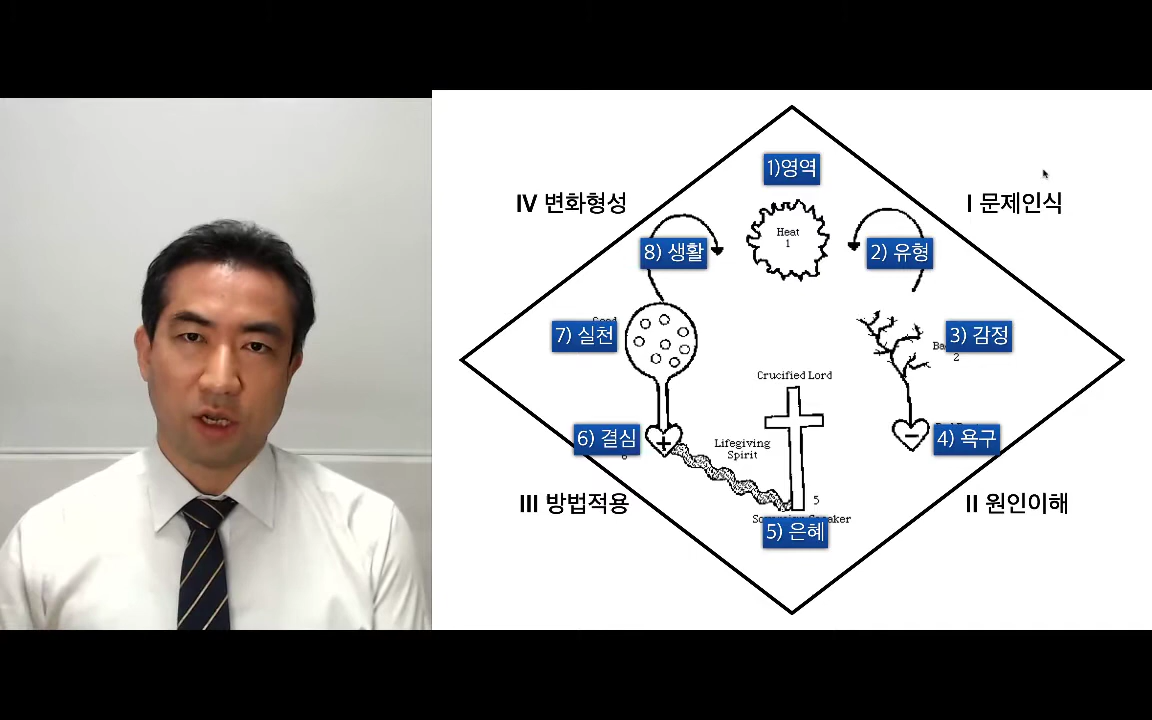 1)영역
IV 변화형성
I 문제인식
Heat
1
8) 생활
2) 유형
7) 실천
3) 감정
2
Crucified Lord
6) 결심
4) 욕구
Lifegiving
Spirit
III 방법적용
II 원인이해
5
5) 은혜